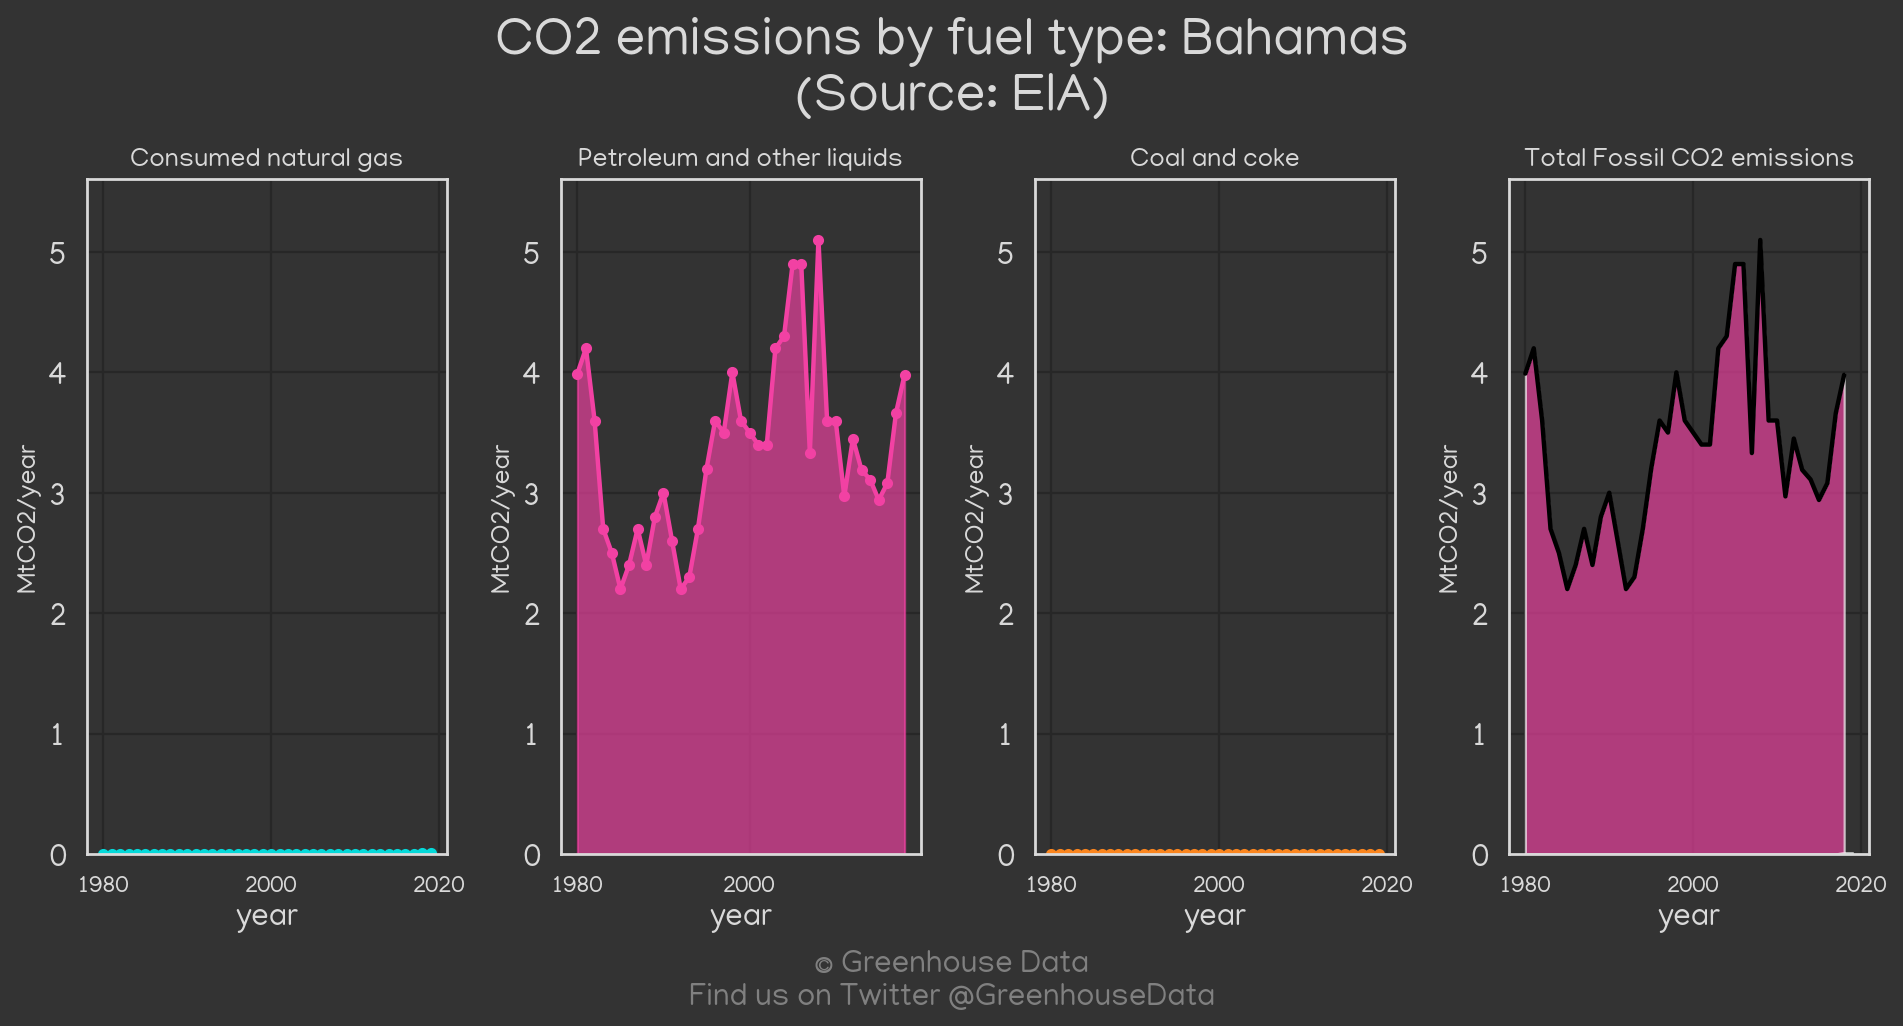 CO2 emissions by fuel type: Bahamas
(Source: EIA)
Consumed natural gas
MtCO2/year
5
4
3
2
1
0
1980 2000 2020
year
Petroleum and other liquids
MtCO2/year
5
4
3
2
1
0
1980 2000
year
Coal and coke
MtCO2/year
5
4
3
2
1
0
1980 2000 2020
year
Total Fossil CO2 emissions
MtCO2/year
5
4
3
2
1
0
1980 2000 2020
year
© Greenhouse Data
Find us on Twitter @GreenhouseData